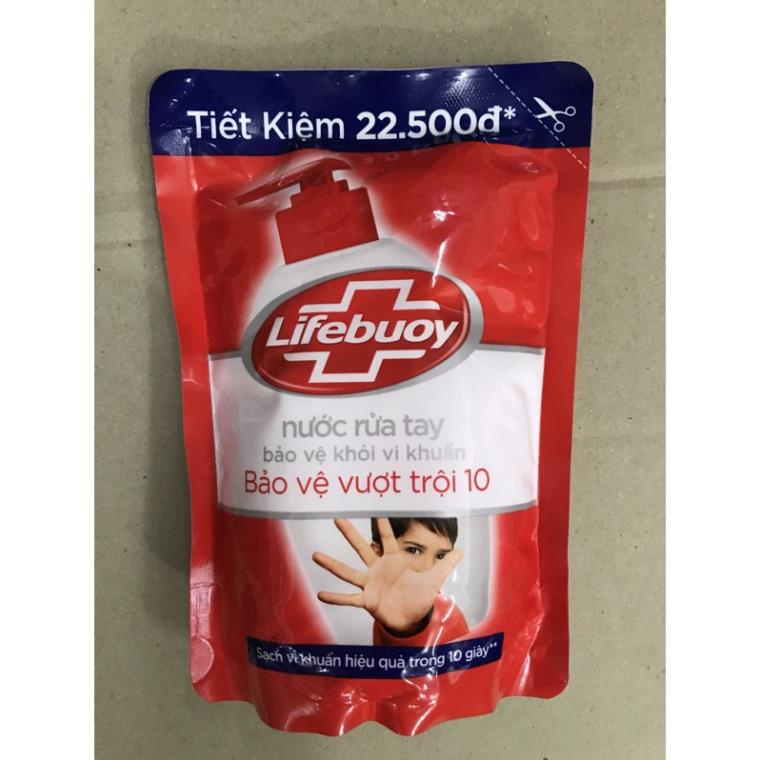 Tiết Kiệm 22.500đ*
Lifebuoy
nước rửa tay
bảo vệ khỏi vi khuẩn
Bảo vệ vượt trội 10
Sạch vi khuẩn hiệu quả trong 10 giây**